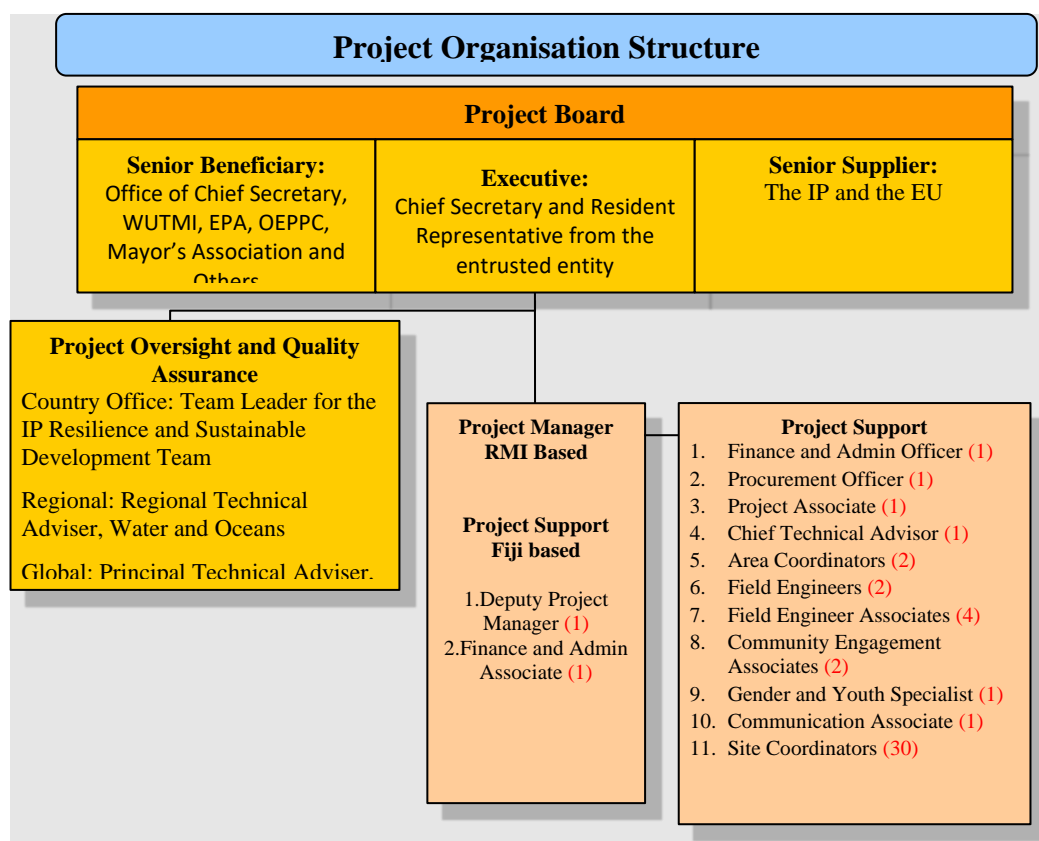 Project Organisation Structure
Project Board
Senior Beneficiary:
Office of Chief Secretary,
WUTMI, EPA, OEPPC,
Mayor's Association and
Others
Executive:
Chief Secretary and Resident
Representative from the
entrusted entity
Senior Supplier:
The IP and the EU
Project Oversight and Quality
Assurance
Country Office: Team Leader for the
IP Resilience and Sustainable
Development Team
Regional: Regional Technical
Adviser, Water and Oceans
Global: Principal Technical Adviser,
Project Manager
RMI Based
Project Support
Fiji based
1.Deputy Project
Manager (1)
2.Finance and Admin
Associate (1)
Project Support
1. Finance and Admin Officer (1)
2. Procurement Officer (1)
3. Project Associate (1)
4. Chief Technical Advisor (1)
5. Area Coordinators (2)
6. Field Engineers (2)
7. Field Engineer Associates (4)
8. Community Engagement
Associates (2)
9. Gender and Youth Specialist (1)
10. Communication Associate (1)
11. Site Coordinators (30)